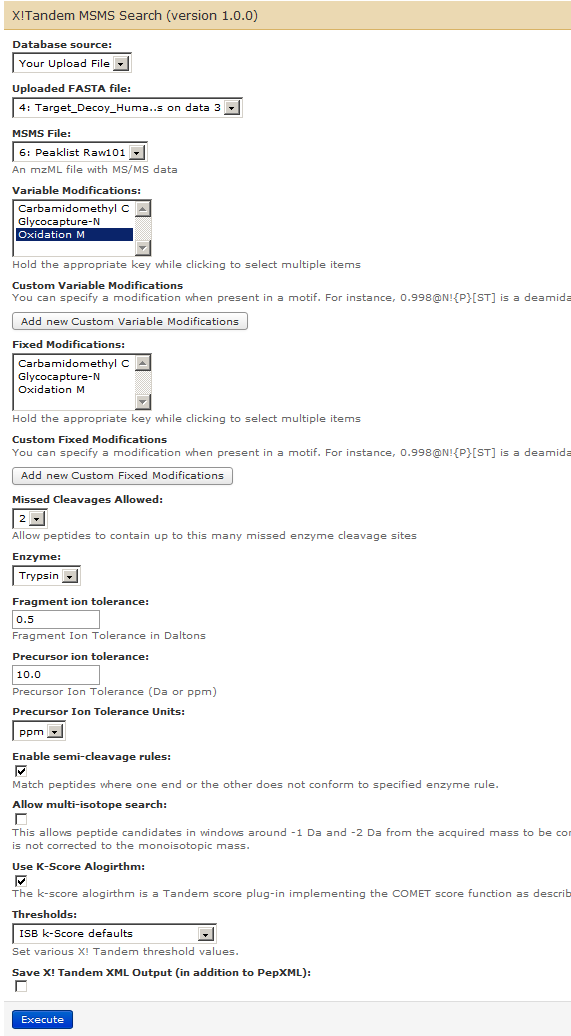 X!Tandem MSMS Search (version 1.0.0)
Database source:
Your Upload File
Uploaded FASTA file:
4: Target_Decoy_Huma..s on data 3
MSMS File:
6: Peaklist Raw101
An mzML file with MS/MS data
Variable Modifications:
Carbamidomethyl C
Glycocapture-N
Oxidation M
Hold the appropriate key while clicking to select multiple items
Custom Variable Modifications
You can specify a modification when present in a motif. For instance, 0.998@N!{P}[ST] is a deamida
Add new Custom Variable Modifications
Fixed Modifications:
Carbamidomethyl C
Glycocapture-N
Oxidation M
Hold the appropriate key while clicking to select multiple items
Custom Fixed Modifications
You can specify a modification when present in a motif. For instance, 0.998@N!{P}[ST] is a deamida
Add new Custom Fixed Modifications
Missed Cleavages Allowed:
2
Allow peptides to contain up to this many missed enzyme cleavage sites
Enzyme:
Trypsin
Fragment ion tolerance:
0.5
Fragment Ion Tolerance in Daltons
Precursor ion tolerance:
10.0
Precursor Ion Tolerance (Da or ppm)
Precursor Ion Tolerance Units:
ppm
Enable semi-cleavage rules:
Match peptides where one end or the other does not conform to specified enzyme rule.
Allow multi-isotope search:
This allows peptide candidates in windows around -1 Da and -2 Da from the acquired mass to be cor
is not corrected to the monoisotopic mass.
Use K-Score Alogirthm:
The k-score alogirthm is a Tandem score plug-in implementing the COMET score function as describ
Thresholds:
ISB k-Score defaults
Set various X! Tandem threshold values.
Save X! Tandem XML Output (in addition to PepXML):
Execute